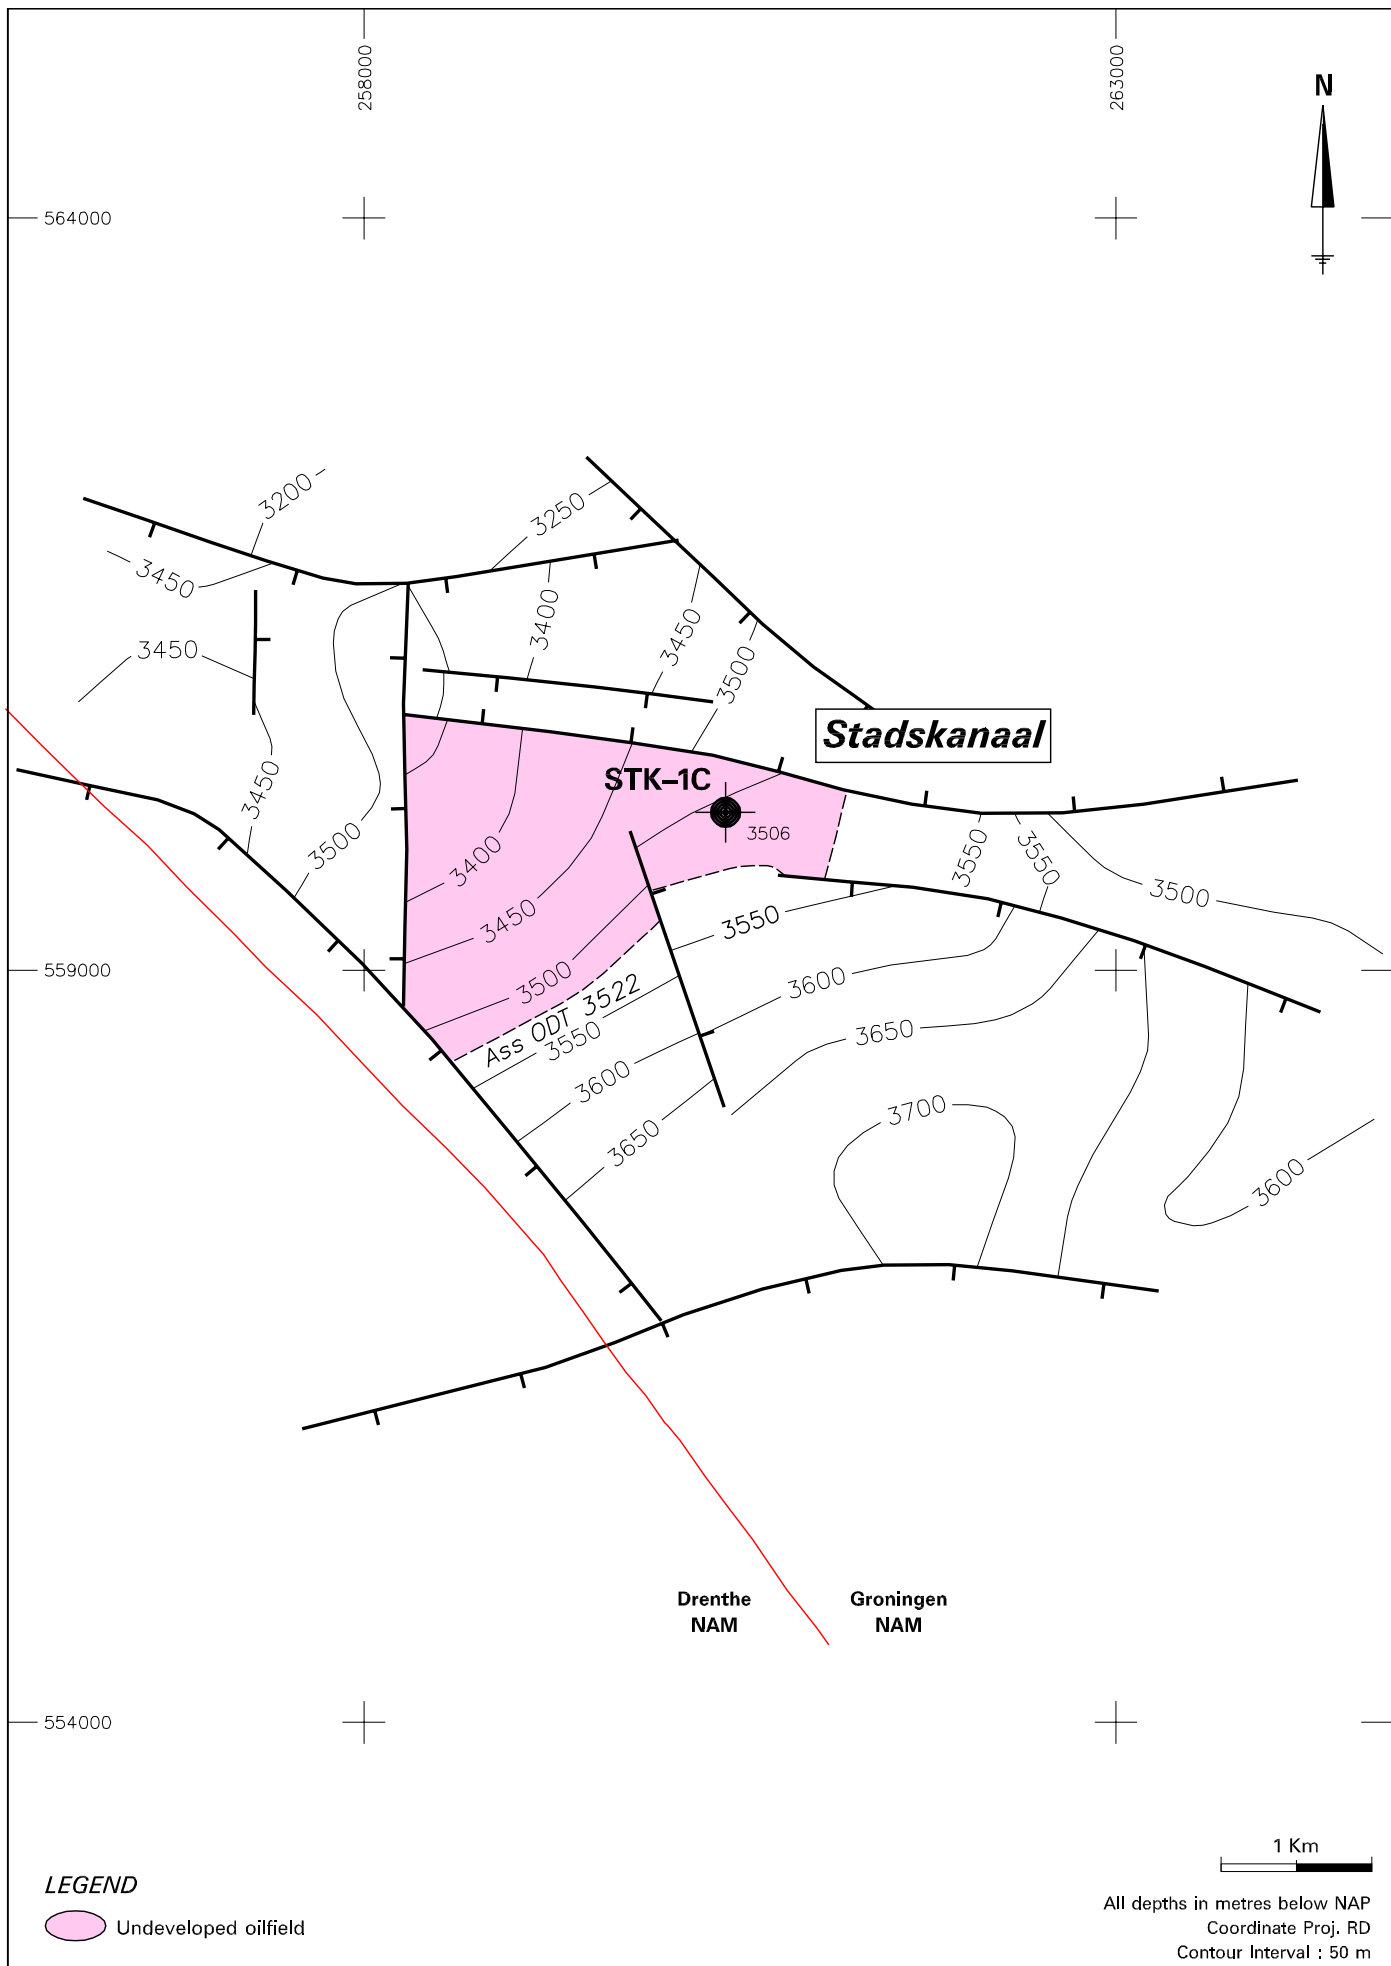 258000
263000
N
564000
3200
3250
3450
3400
3450
3450
3500
Stadskanaal
STK–1C
3506
3450
3500
3400
3550
3550
3500
3450
3550
3500
3600
559000
Ass ODT 3522
3550
3650
3600
3700
3650
3600
Drenthe
NAM
Groningen
NAM
554000
1 Km
LEGEND
Undeveloped oilfield
All depths in metres below NAP
Coordinate Proj. RD
Contour Interval : 50 m